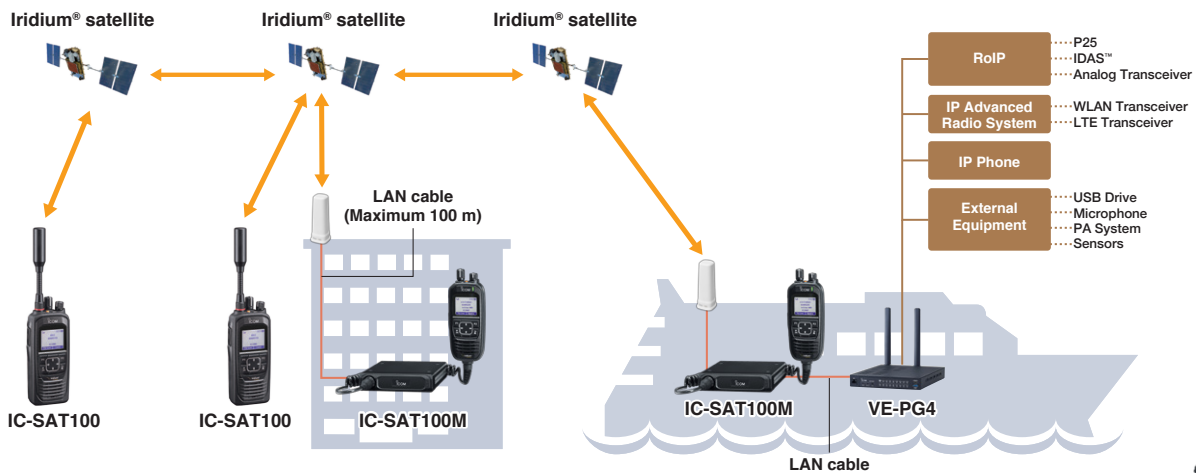 Iridium® satellite
Iridium® satellite
Iridium® satellite
RoIP
P25
IDAS™
Analog Transceiver
IP Advanced
Radio System
WLAN Transceiver
LTE Transceiver
IP Phone
External
Equipment
USB Drive
Microphone
PA System
Sensors
LAN cable
(Maximum 100 m)
IC-SAT100
IC-SAT100
IC-SAT100M
IC-SAT100M
VE-PG4
LAN cable